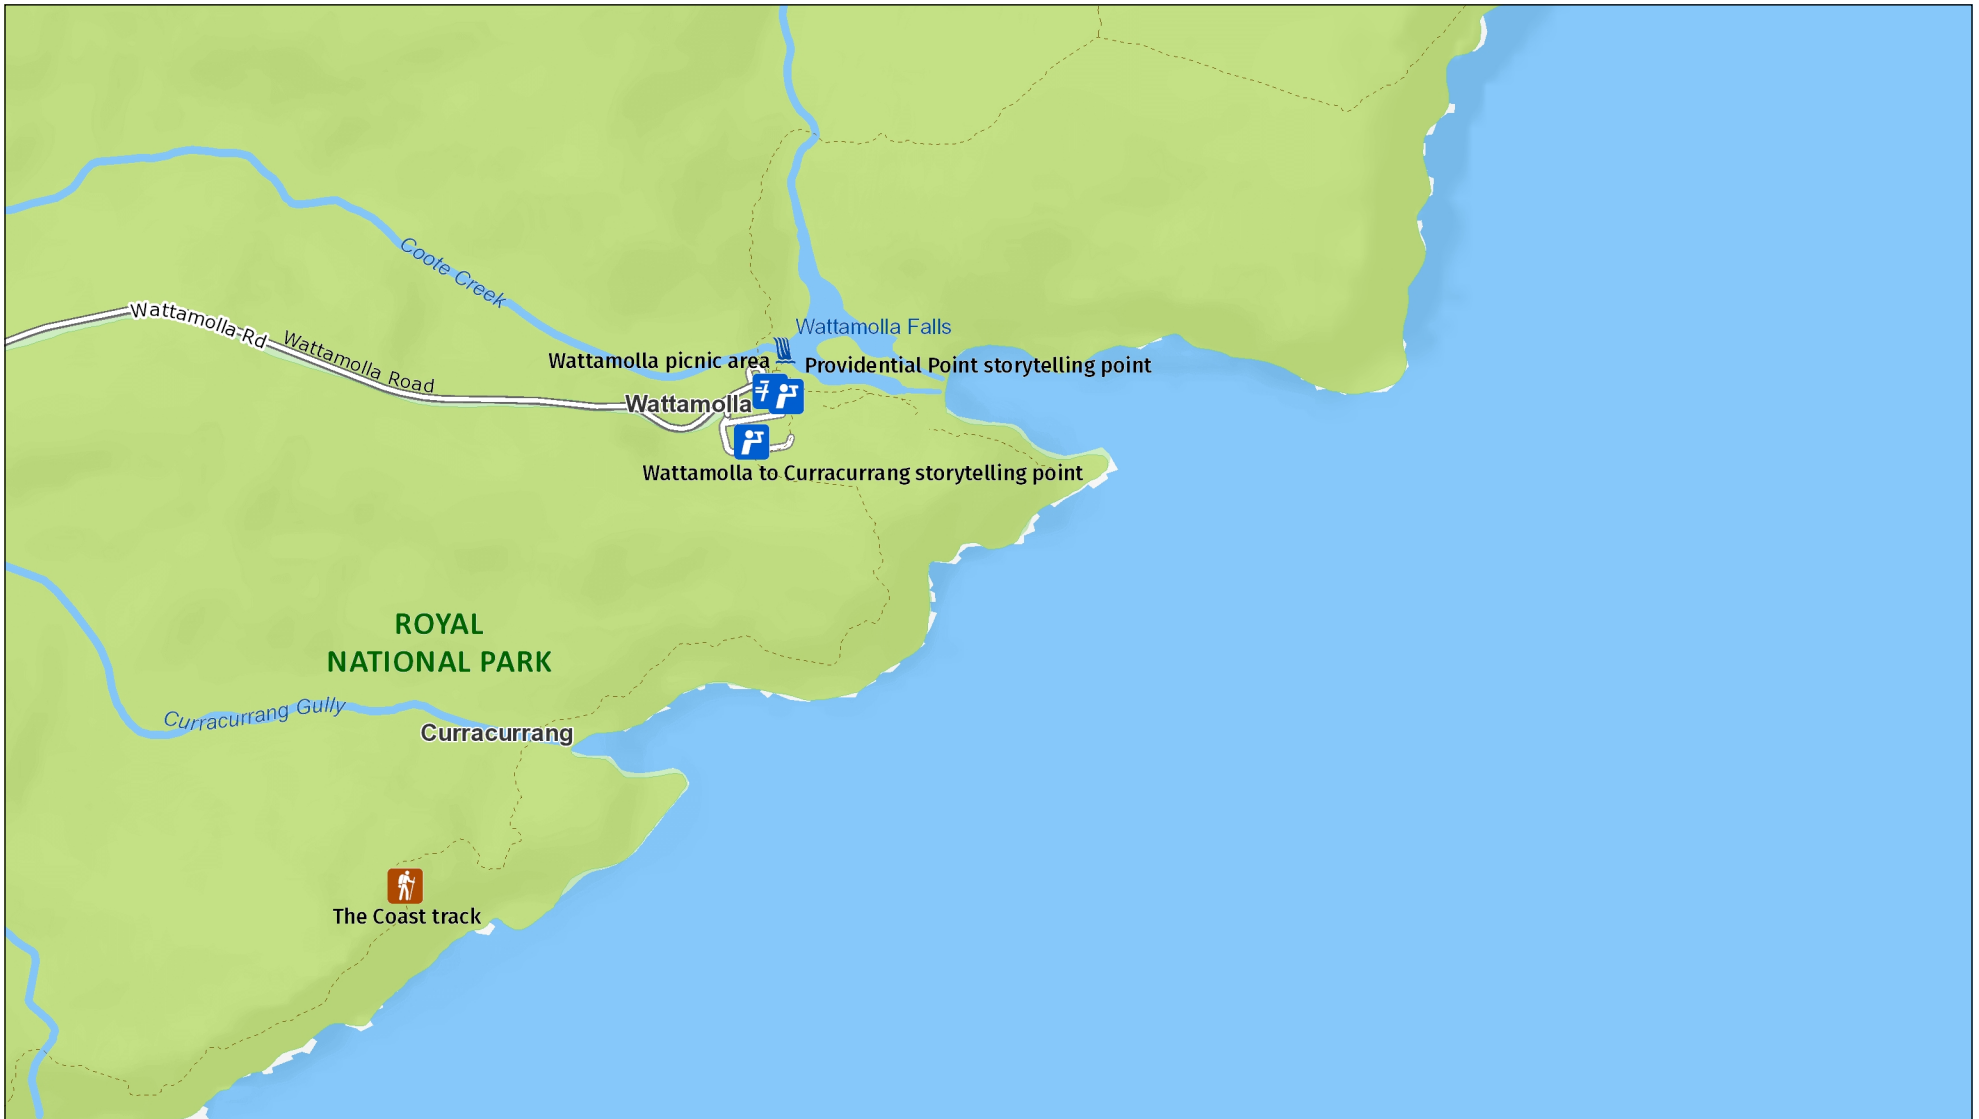 Coote Creek
Wattamolla Rd
Wattamolla Road
Wattamolla Falls
Wattamolla picnic area
Providential Point storytelling point
Wattamolla
Wattamolla to Curracurrang storytelling point
ROYAL
NATIONAL PARK
Curracurrang Gully
Curracurrang
The Coast track